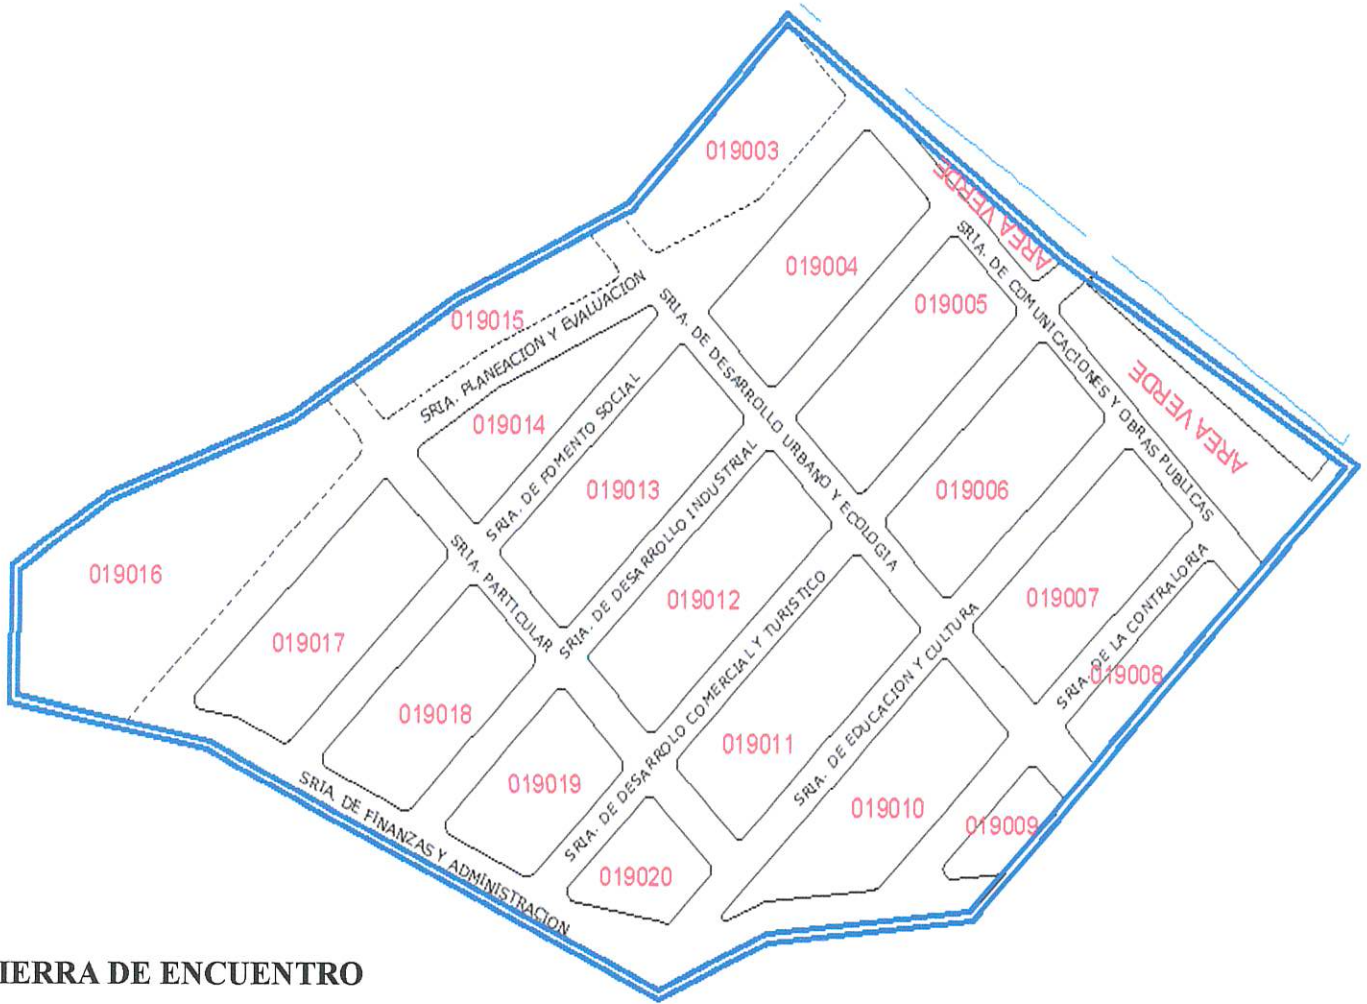 019003
AREA VERDE
019004
SRIA. DE COMUNICACIONES Y OBRAS PUBLICAS
019005
019015
SRIA. PLANEACION Y EVALUACION
SRIA. DE DESARROLLO URBANO Y ECOLOGIA
AREA VERDE
019014
SRIA. DE FOMENTO SOCIAL
019013
SRIA. DE DESARROLLO INDUSTRIAL
019006
019016
SRIA. PARTICULAR
019012
SRIA. DE DESARROLO COMERCIAL Y TURISTICO
019007
SRIA. DE LA CONTRALORIA
019008
019017
019018
019011
SRIA. DE EDUCACION Y CULTURA
019019
019010
019009
SRIA. DE FINANZAS Y ADMINISTRACION
019020
IERRA DE ENCUENTRO